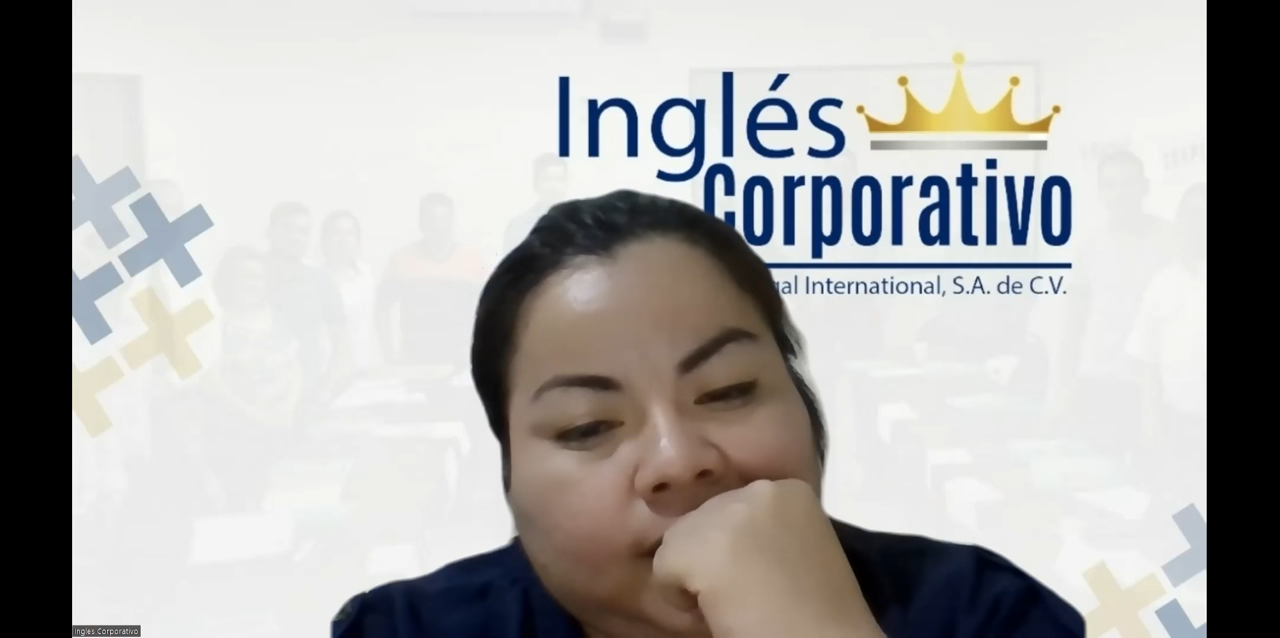 Inglés
Corporativo
International, S.A. de C.V.
Inglés Corporativo